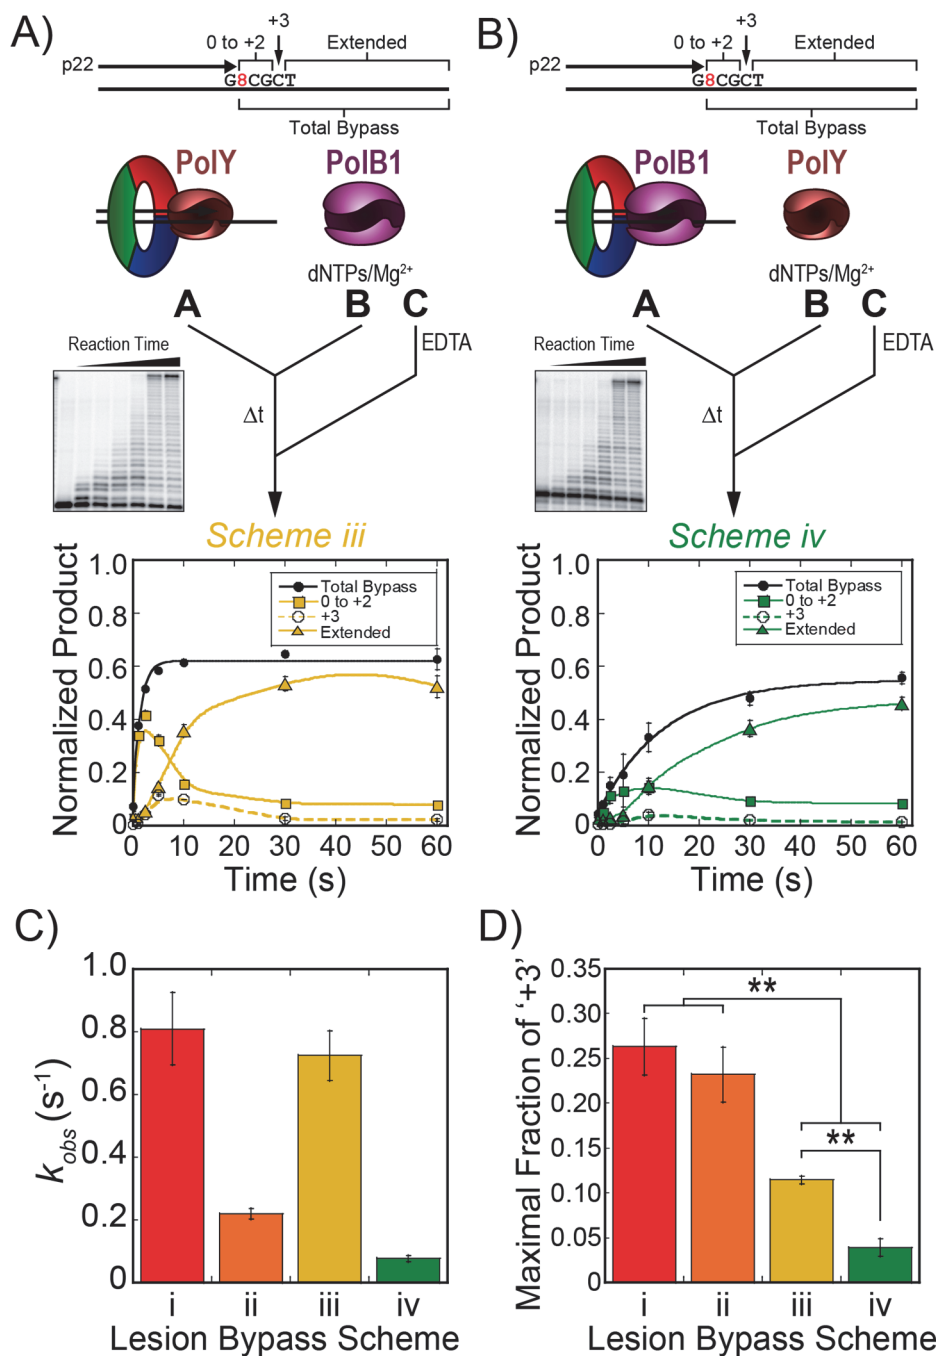 A)
+3
0 to +2
Extended
p22
G8CGCT
Total Bypass
PolY
PolB1
dNTPs/Mg2+
A
B
C
EDTA
Reaction Time
Δt
Scheme iii
Normalized Product
1.0
0.8
0.6
0.4
0.2
0
Total Bypass
0 to +2
+3
Extended
0
10
20
30
40
50
60
Time (s)
B)
+3
0 to +2
Extended
p22
G8CGCT
Total Bypass
PolB1
PolY
dNTPs/Mg2+
A
B
C
EDTA
Reaction Time
Δt
Scheme iv
Normalized Product
1.0
0.8
0.6
0.4
0.2
0
Total Bypass
0 to +2
+3
Extended
0
10
20
30
40
50
60
Time (s)
C)
kobs (s-1)
1.0
0.8
0.6
0.4
0.2
0
i
ii
iii
iv
Lesion Bypass Scheme
D)
Maximal Fraction of ‘+3’
0.35
0.30
0.25
0.20
0.15
0.10
0.05
0
**
**
i
ii
iii
iv
Lesion Bypass Scheme